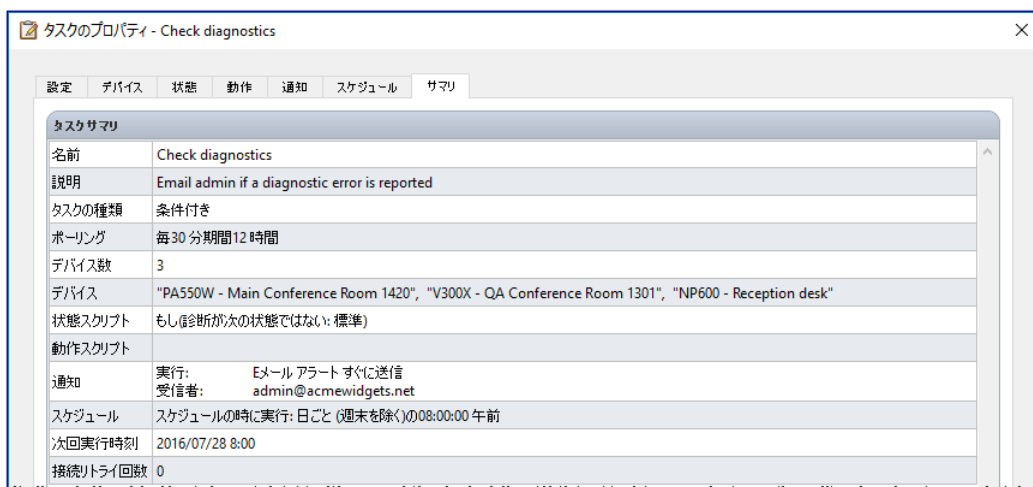 タスクのプロパティ - Check diagnostics
設定 デバイス 状態 動作 通知 スケジュール サマリ
タスクサマリ
名前 Check diagnostics
説明 Email admin if a diagnostic error is reported
タスクの種類 条件付き
ポーリング 毎30 分期間12 時間
デバイス数 3
デバイス "PA550W - Main Conference Room 1420", "V300X - QA Conference Room 1301", "NP600 - Reception desk"
状態スクリプト もし(診断が次の状態ではない: 標準)
動作スクリプト
通知 実行: Eメール アラート すぐに送信
受信者: admin@acmewidgets.net
スケジュール スケジュールの時に実行: 日ごと (週末を除く)の08:00:00 午前
次回実行時刻 2016/07/28 8:00
接続リトライ回数 0